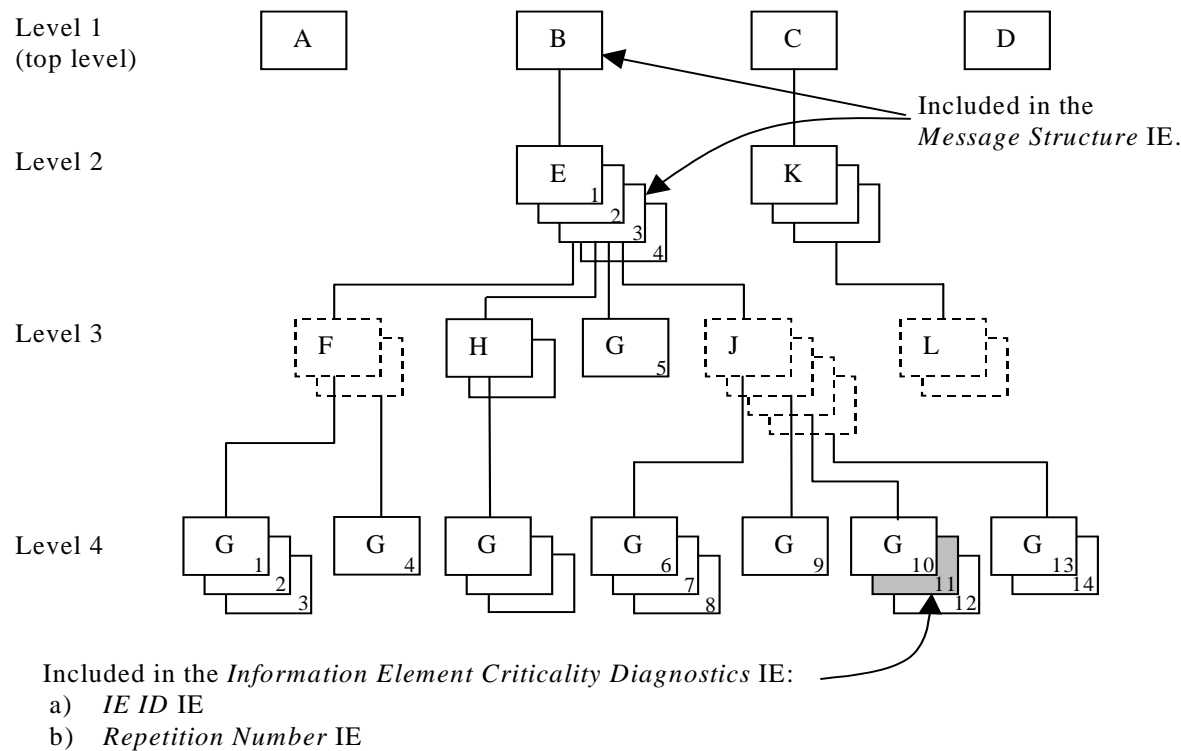 Level 1
(top level)
A
B
C
D
Included in the
Message Structure IE.
Level 2
E
1
2
3
4
K
Level 3
F
H
G
5
J
L
Level 4
G
1
2
3
G
4
G
G
6
7
8
G
9
G
10
11
12
G
13
14
Included in the Information Element Criticality Diagnostics IE:
a) IE ID IE
b) Repetition Number IE